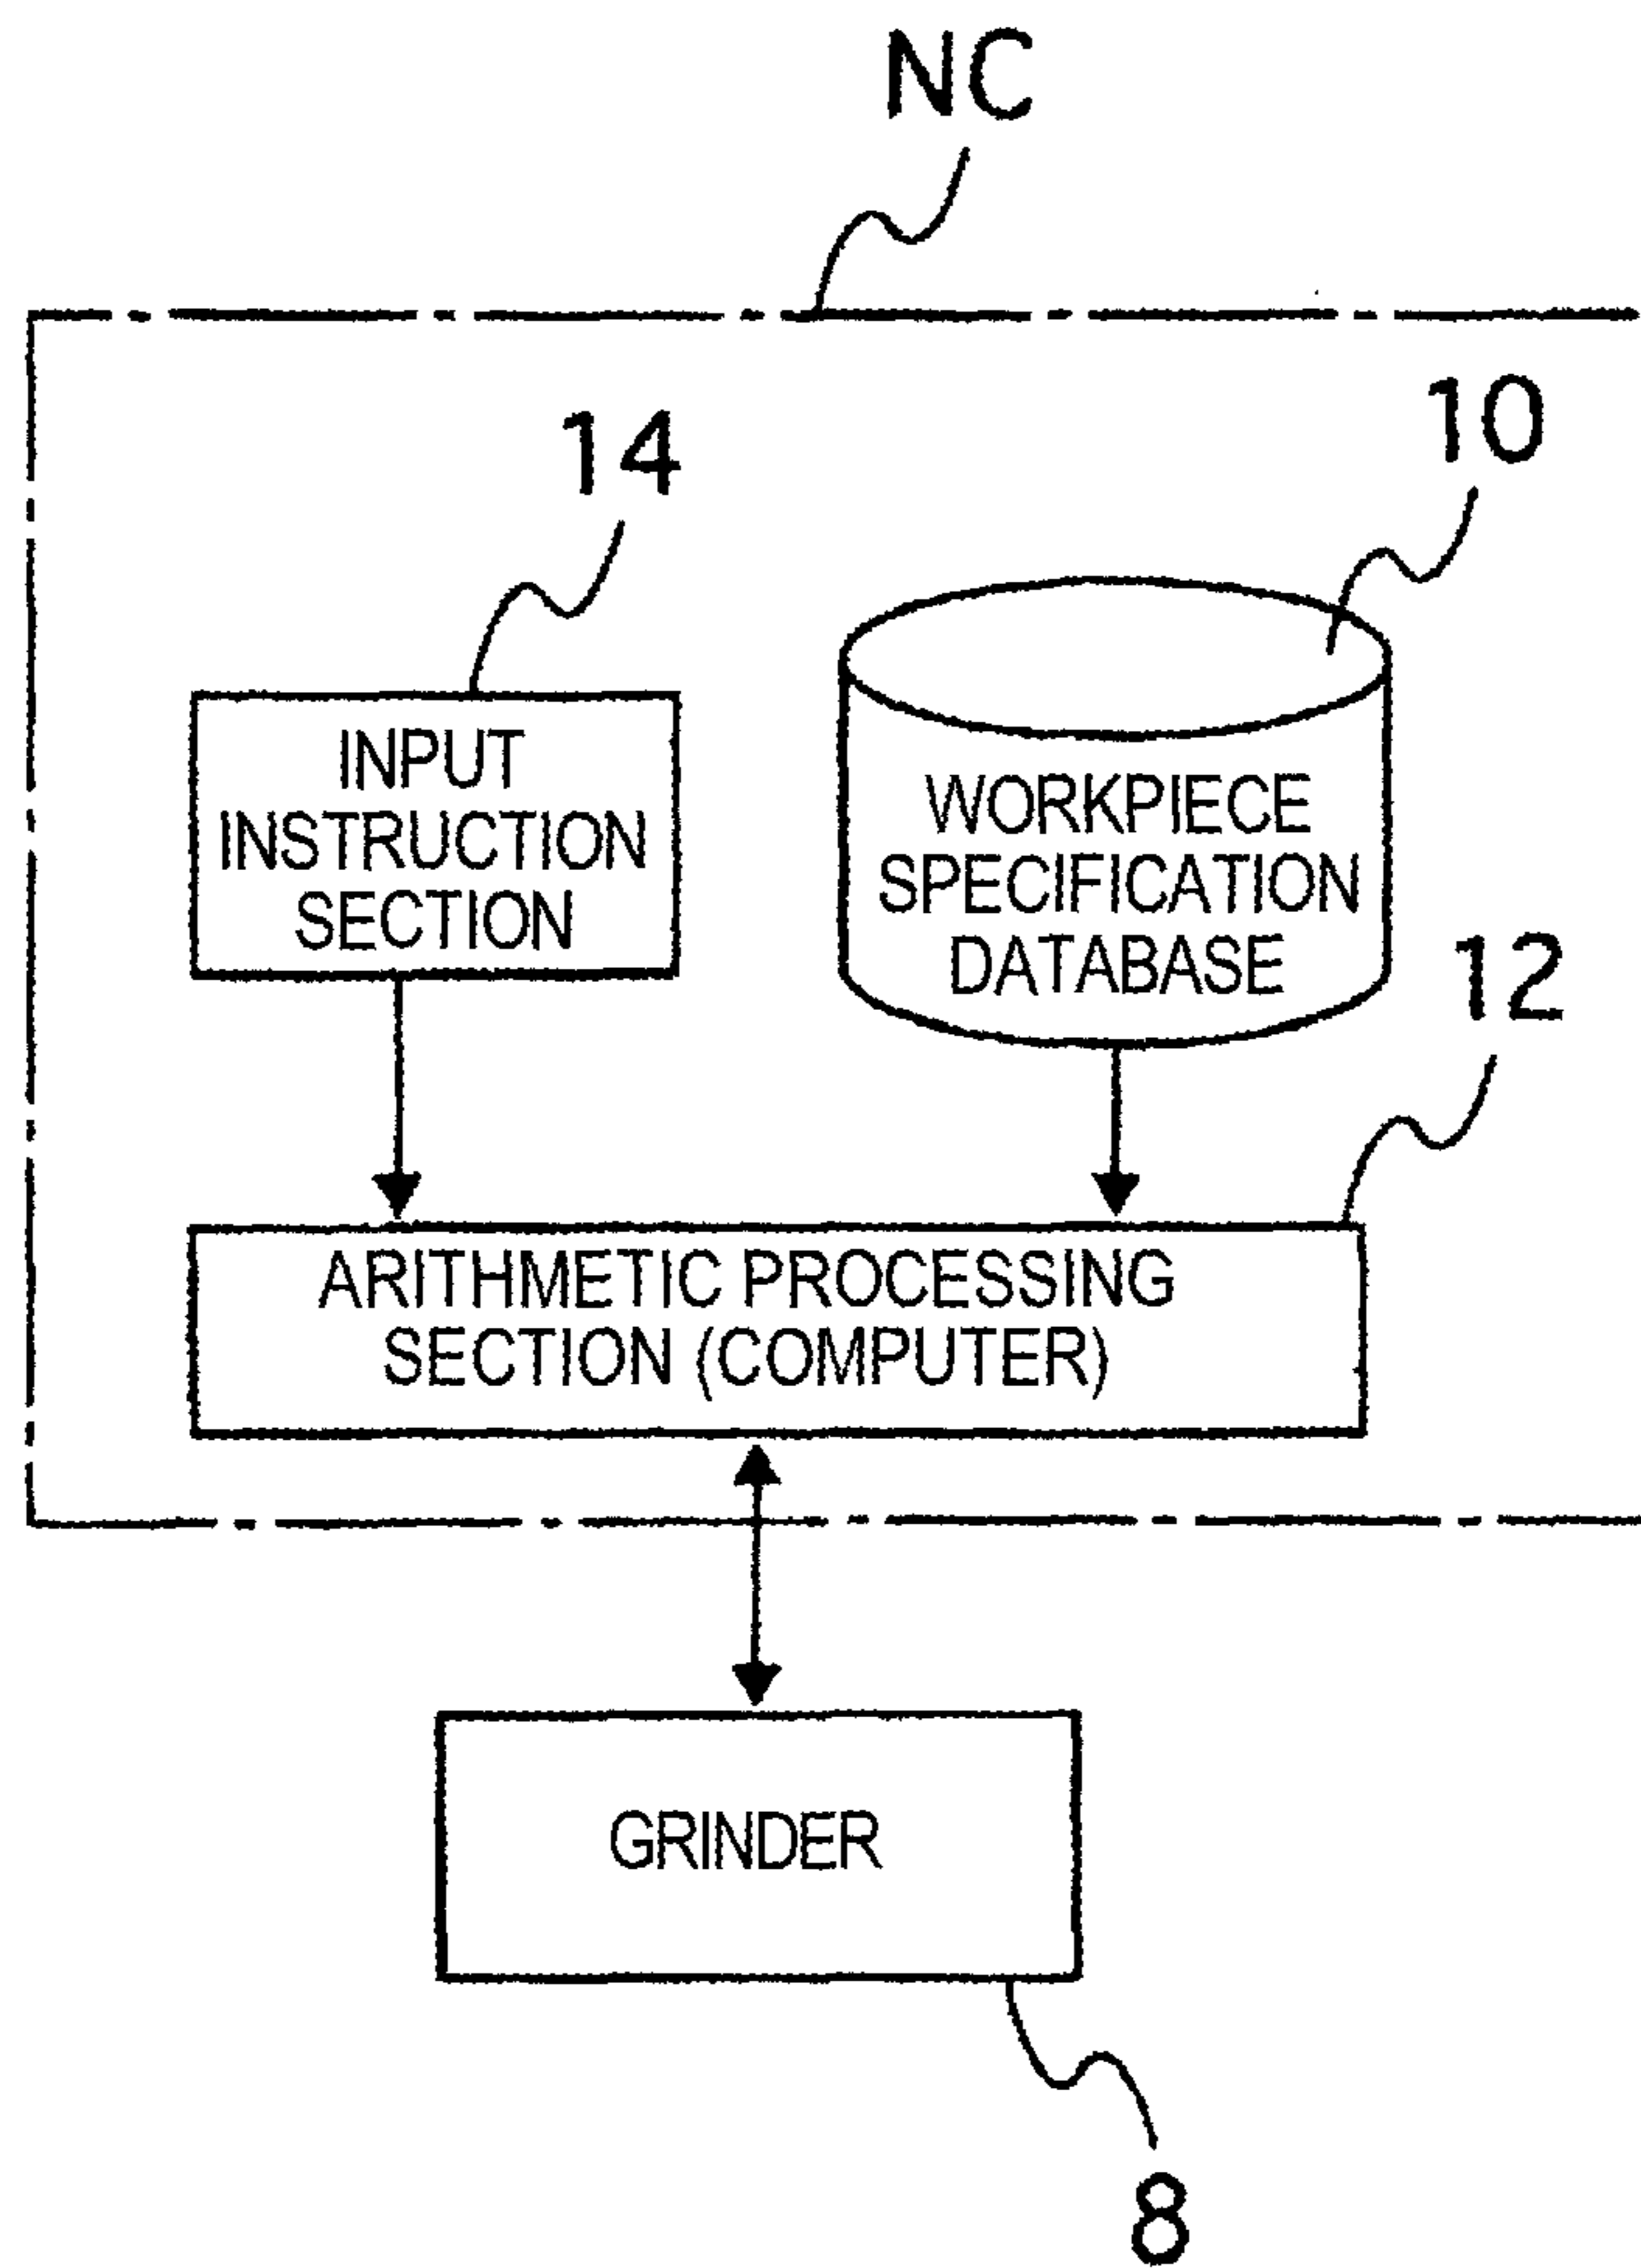 NC
14
10
INPUT
INSTRUCTION
SECTION
WORKPIECE
SPECIFICATION
DATABASE
12
ARITHMETIC PROCESSING
SECTION (COMPUTER)
GRINDER
8